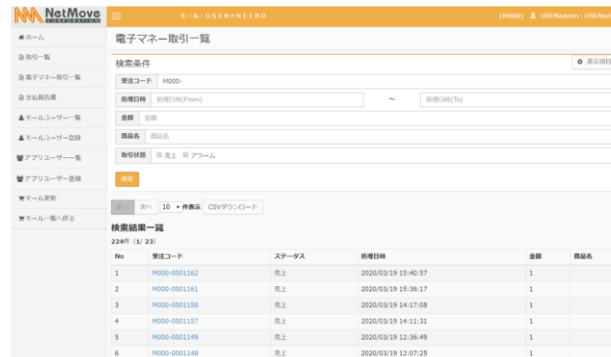 NetMove
CORPORATION
モール：USEN＊NEIRO
(M000) USENadmin : USENad
ホーム
取引一覧
電子マネー取引一覧
支払報告書
モールユーザー一覧
モールユーザー登録
アプリユーザー一覧
アプリユーザー登録
モール更新
モール一覧へ戻る
電子マネー取引一覧
検索条件
表示項目
受注コード M000-
処理日時 処理日時(From) ～ 処理日時(To)
金額 金額
商品名 商品名
取引状態 売上 アラーム
検索
次へ 10 件表示 CSVダウンロード
検索結果一覧
224件 (1/ 23)
No 受注コード ステータス 処理日時 金額 商品名
1 M000-0001162 売上 2020/03/19 15:40:57 1
2 M000-0001161 売上 2020/03/19 15:36:17 1
3 M000-0001158 売上 2020/03/19 14:17:08 1
4 M000-0001157 売上 2020/03/19 14:11:31 1
5 M000-0001149 売上 2020/03/19 12:36:49 1
6 M000-0001148 売上 2020/03/19 12:07:25 1